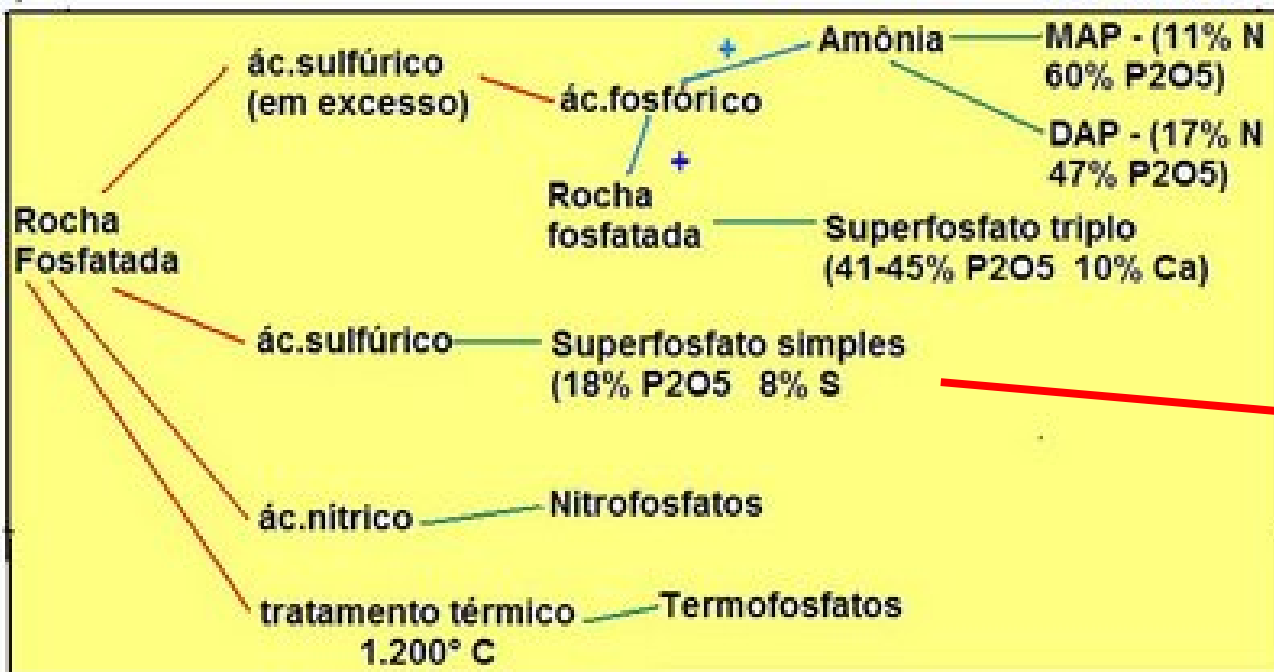 ác.sulfúrico
(em excesso)
ác.fosfórico
+
Amônia
MAP - (11% N
60% P2O5)
DAP - (17% N
47% P2O5)
+
Rocha
fosfatada
Superfosfato triplo
(41-45% P2O5 10% Ca)
Rocha
Fosfatada
ác.sulfúrico
Superfosfato simples
(18% P2O5 8% S
ác.nítrico
Nitrofosfatos
tratamento térmico
1.200° C
Termofosfatos